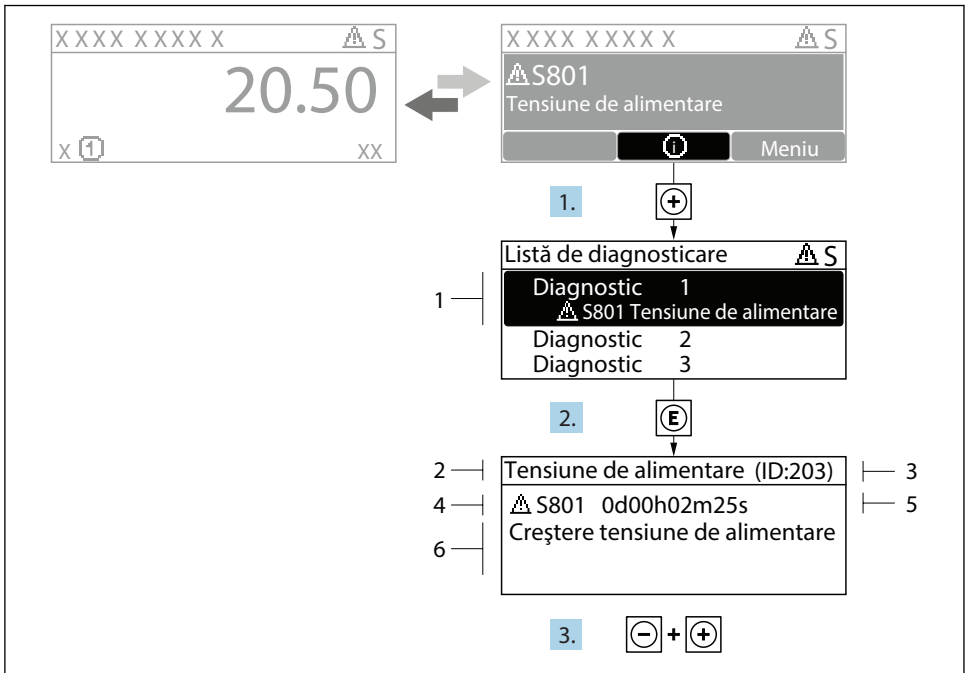 XXXX XXXX X ⚠ S
20.50
X ① XX
XXXX XXXX X ⚠ S
⚠ S801
Tensiune de alimentare
ⓘ Meniu
1. ⊕
Listă de diagnosticare ⚠ S
1
Diagnostic 1
⚠ S801 Tensiune de alimentare
Diagnostic 2
Diagnostic 3
2. Ⓔ
2 Tensiune de alimentare (ID:203) 3
4 ⚠ S801 0d00h02m25s 5
Creştere tensiune de alimentare
6
3. ⊖ + ⊕